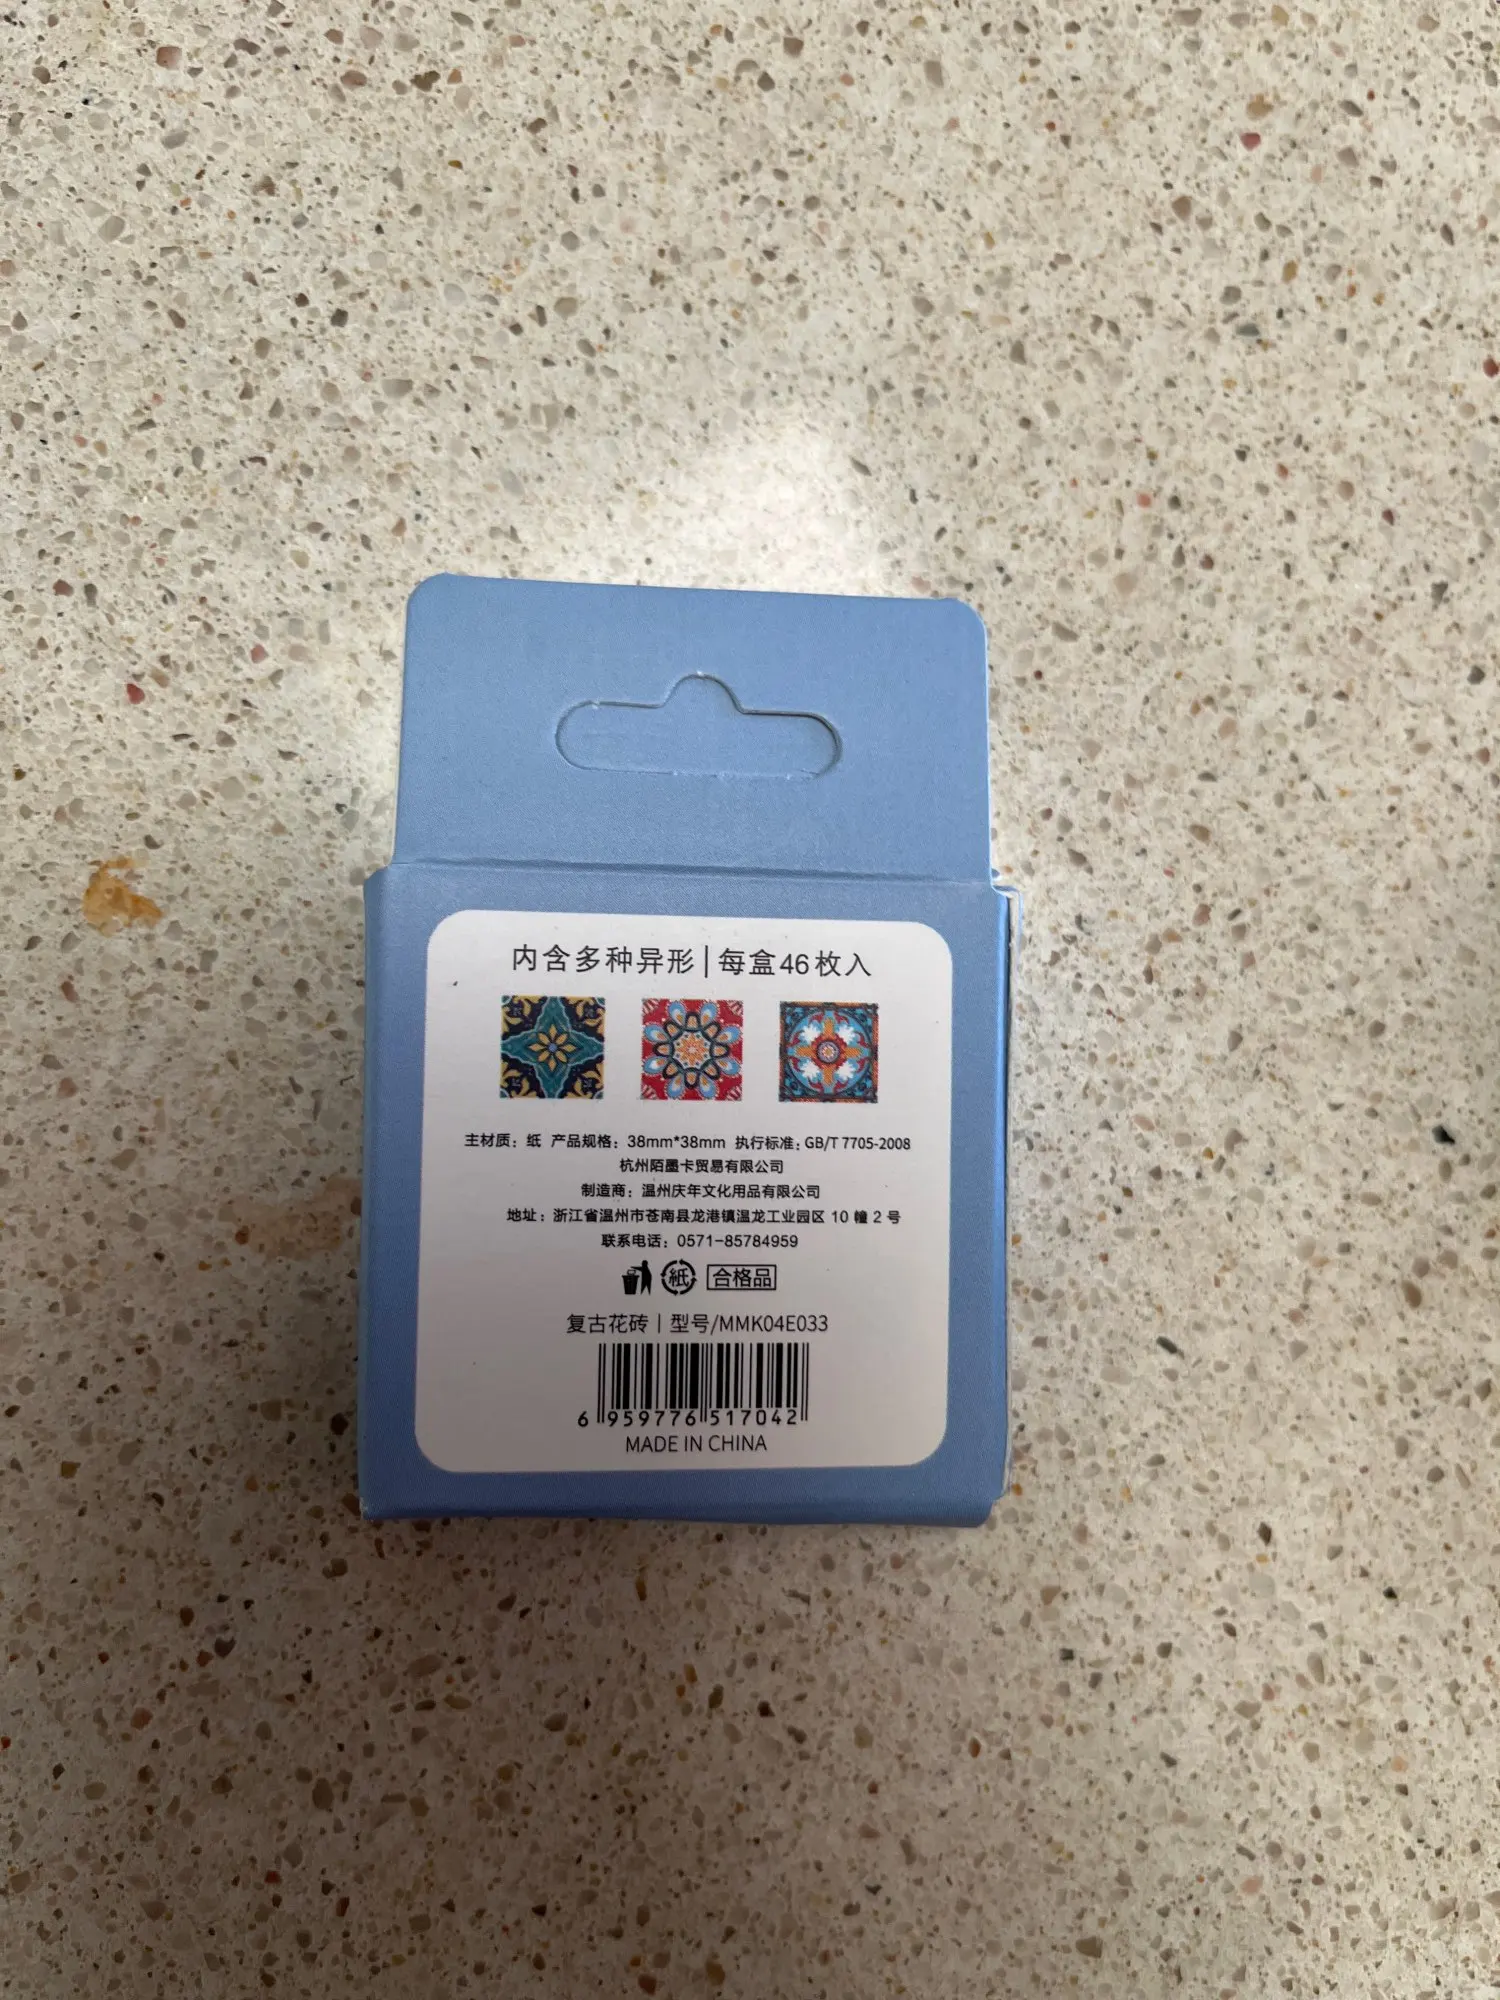 内含多种异形|每盒46枚入
主材质：纸 产品规格：38mm*38mm 执行标准：GB/T 7705-2008
杭州陌墨卡贸易有限公司
制造商：温州庆年文化用品有限公司
地址：浙江省温州市苍南县龙港镇温龙工业园区 10 幢 2 号
联系电话：0571-85784959
紙 合格品
复古花砖|型号/MMK04E033
6 959776 517042
MADE IN CHINA